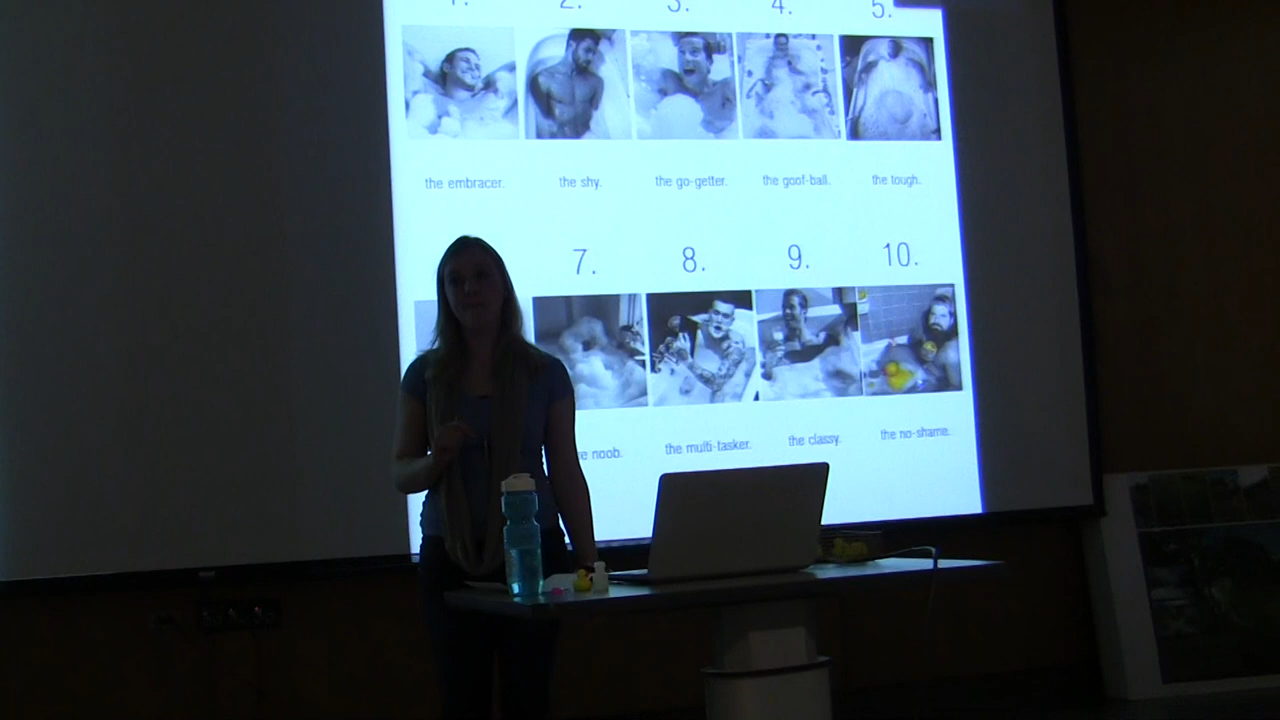 1. 2. 3. 4. 5.
the embracer. the shy. the go-getter. the goof-ball. the tough.
7. 8. 9. 10.
noob. the multi-tasker. the classy. the no-shame.